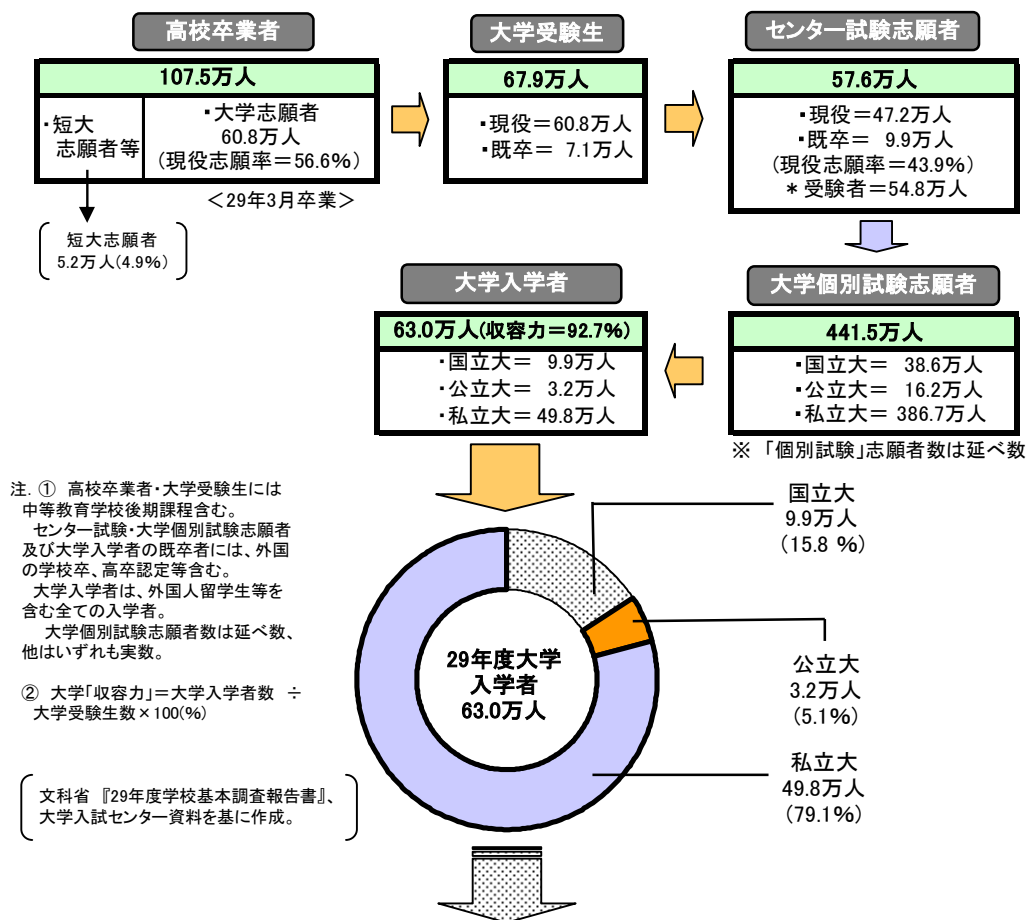 高校卒業者
107.5万人
・短大
志願者等
・大学志願者
60.8万人
(現役志願率＝56.6％)
＜29年3月卒業＞
短大志願者
5.2万人(4.9％)
大学受験生
67.9万人
・現役＝60.8万人
・既卒＝ 7.1万人
センター試験志願者
57.6万人
・現役＝47.2万人
・既卒＝ 9.9万人
(現役志願率＝43.9％)
＊受験者＝54.8万人
大学個別試験志願者
441.5万人
・国立大＝ 38.6万人
・公立大＝ 16.2万人
・私立大＝ 386.7万人
※ 「個別試験」志願者数は延べ数
大学入学者
63.0万人(収容力＝92.7％)
・国立大＝ 9.9万人
・公立大＝ 3.2万人
・私立大＝ 49.8万人
注. ① 高校卒業者・大学受験生には
中等教育学校後期課程含む。
センター試験・大学個別試験志願者
及び大学入学者の既卒者には、外国
の学校卒、高卒認定等含む。
大学入学者は、外国人留学生等を
含む全ての入学者。
大学個別試験志願者数は延べ数、
他はいずれも実数。
② 大学「収容力」＝大学入学者数 ÷
大学受験生数×100(％)
文科省 『29年度学校基本調査報告書』、
大学入試センター資料を基に作成。
29年度大学
入学者
63.0万人
国立大
9.9万人
(15.8 ％)
公立大
3.2万人
(5.1％)
私立大
49.8万人
(79.1％)